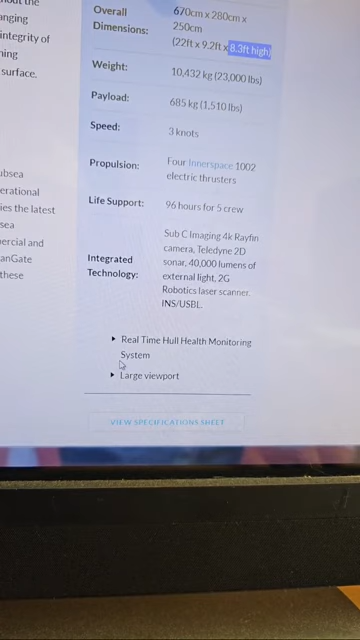 out the
anging
integrity of
ning
surface.
ubsea
erational
ies the latest
sea
ercial and
anGate
these
Overall
Dimensions:
670cm x 280cm x
250cm
(22ft x 9.2ft x 8.3ft high)
Weight:
10,432 kg (23,000 lbs)
Payload:
685 kg (1,510 lbs)
Speed:
3 knots
Propulsion:
Four Innerspace 1002
electric thrusters
Life Support:
96 hours for 5 crew
Integrated
Technology:
Sub C Imaging 4k Rayfin
camera, Teledyne 2D
sonar, 40,000 lumens of
external light, 2G
Robotics laser scanner.
INS/USBL.
Real Time Hull Health Monitoring
System
Large viewport
VIEW SPECIFICATIONS SHEET